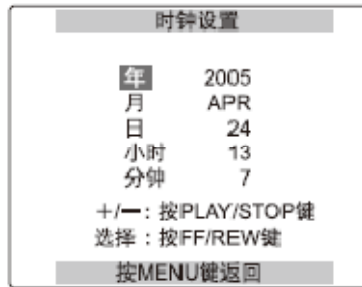 时钟设置
年 2005
月 APR
日 24
小时 13
分钟 7
+/−：按PLAY/STOP键
选择：按FF/REW键
按MENU键返回